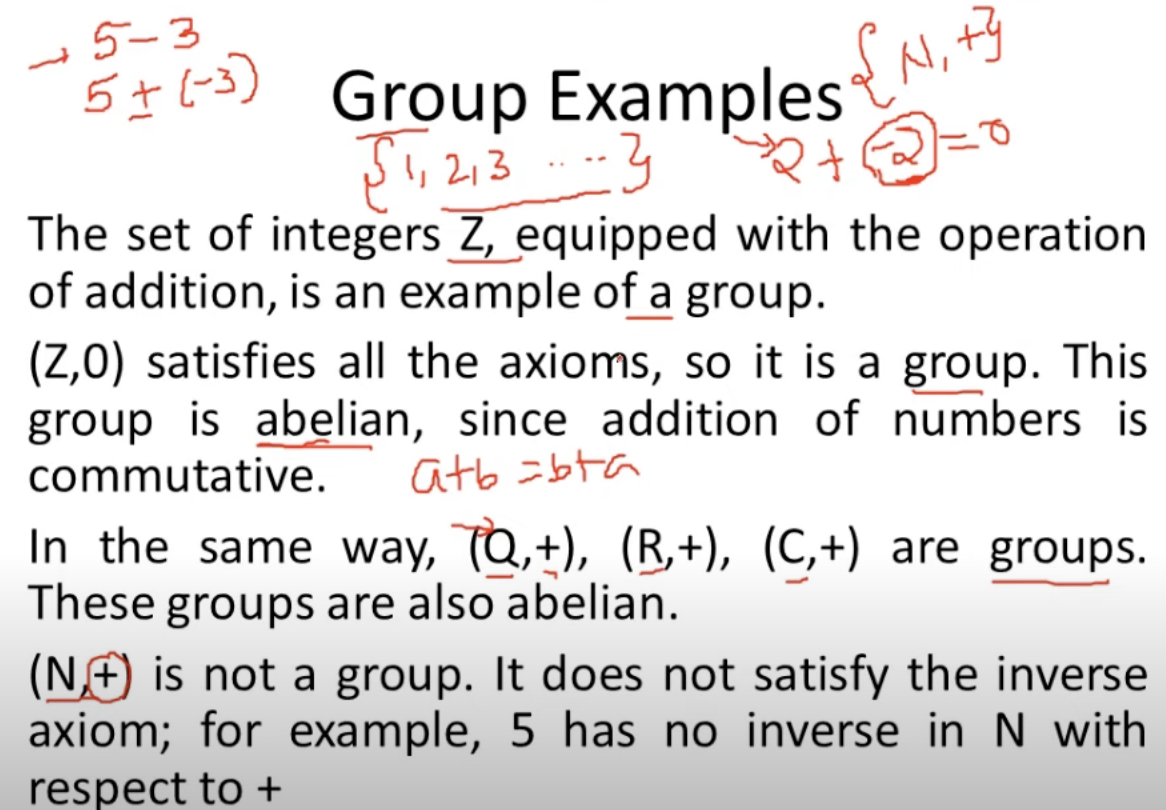 → 5-3
5 + (-3)
{N, +}
Group Examples
{1, 2, 3 ....}
→ 2 + (-2) = 0
The set of integers Z, equipped with the operation
of addition, is an example of a group.
(Z,0) satisfies all the axioms, so it is a group. This
group is abelian, since addition of numbers is
commutative.
a+b = b+a
In the same way, (Q,+), (R,+), (C,+) are groups.
These groups are also abelian.
(N,+) is not a group. It does not satisfy the inverse
axiom; for example, 5 has no inverse in N with
respect to +